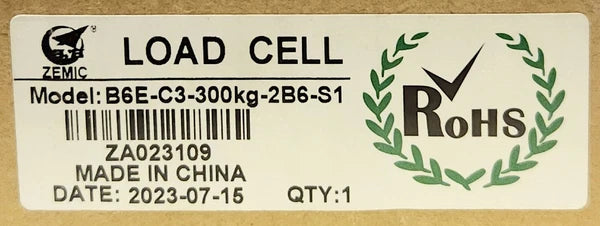 ZEMIC
LOAD CELL
Model: B6E-C3-300kg-2B6-S1
ZA023109
MADE IN CHINA
DATE: 2023-07-15 QTY:1
RoHS